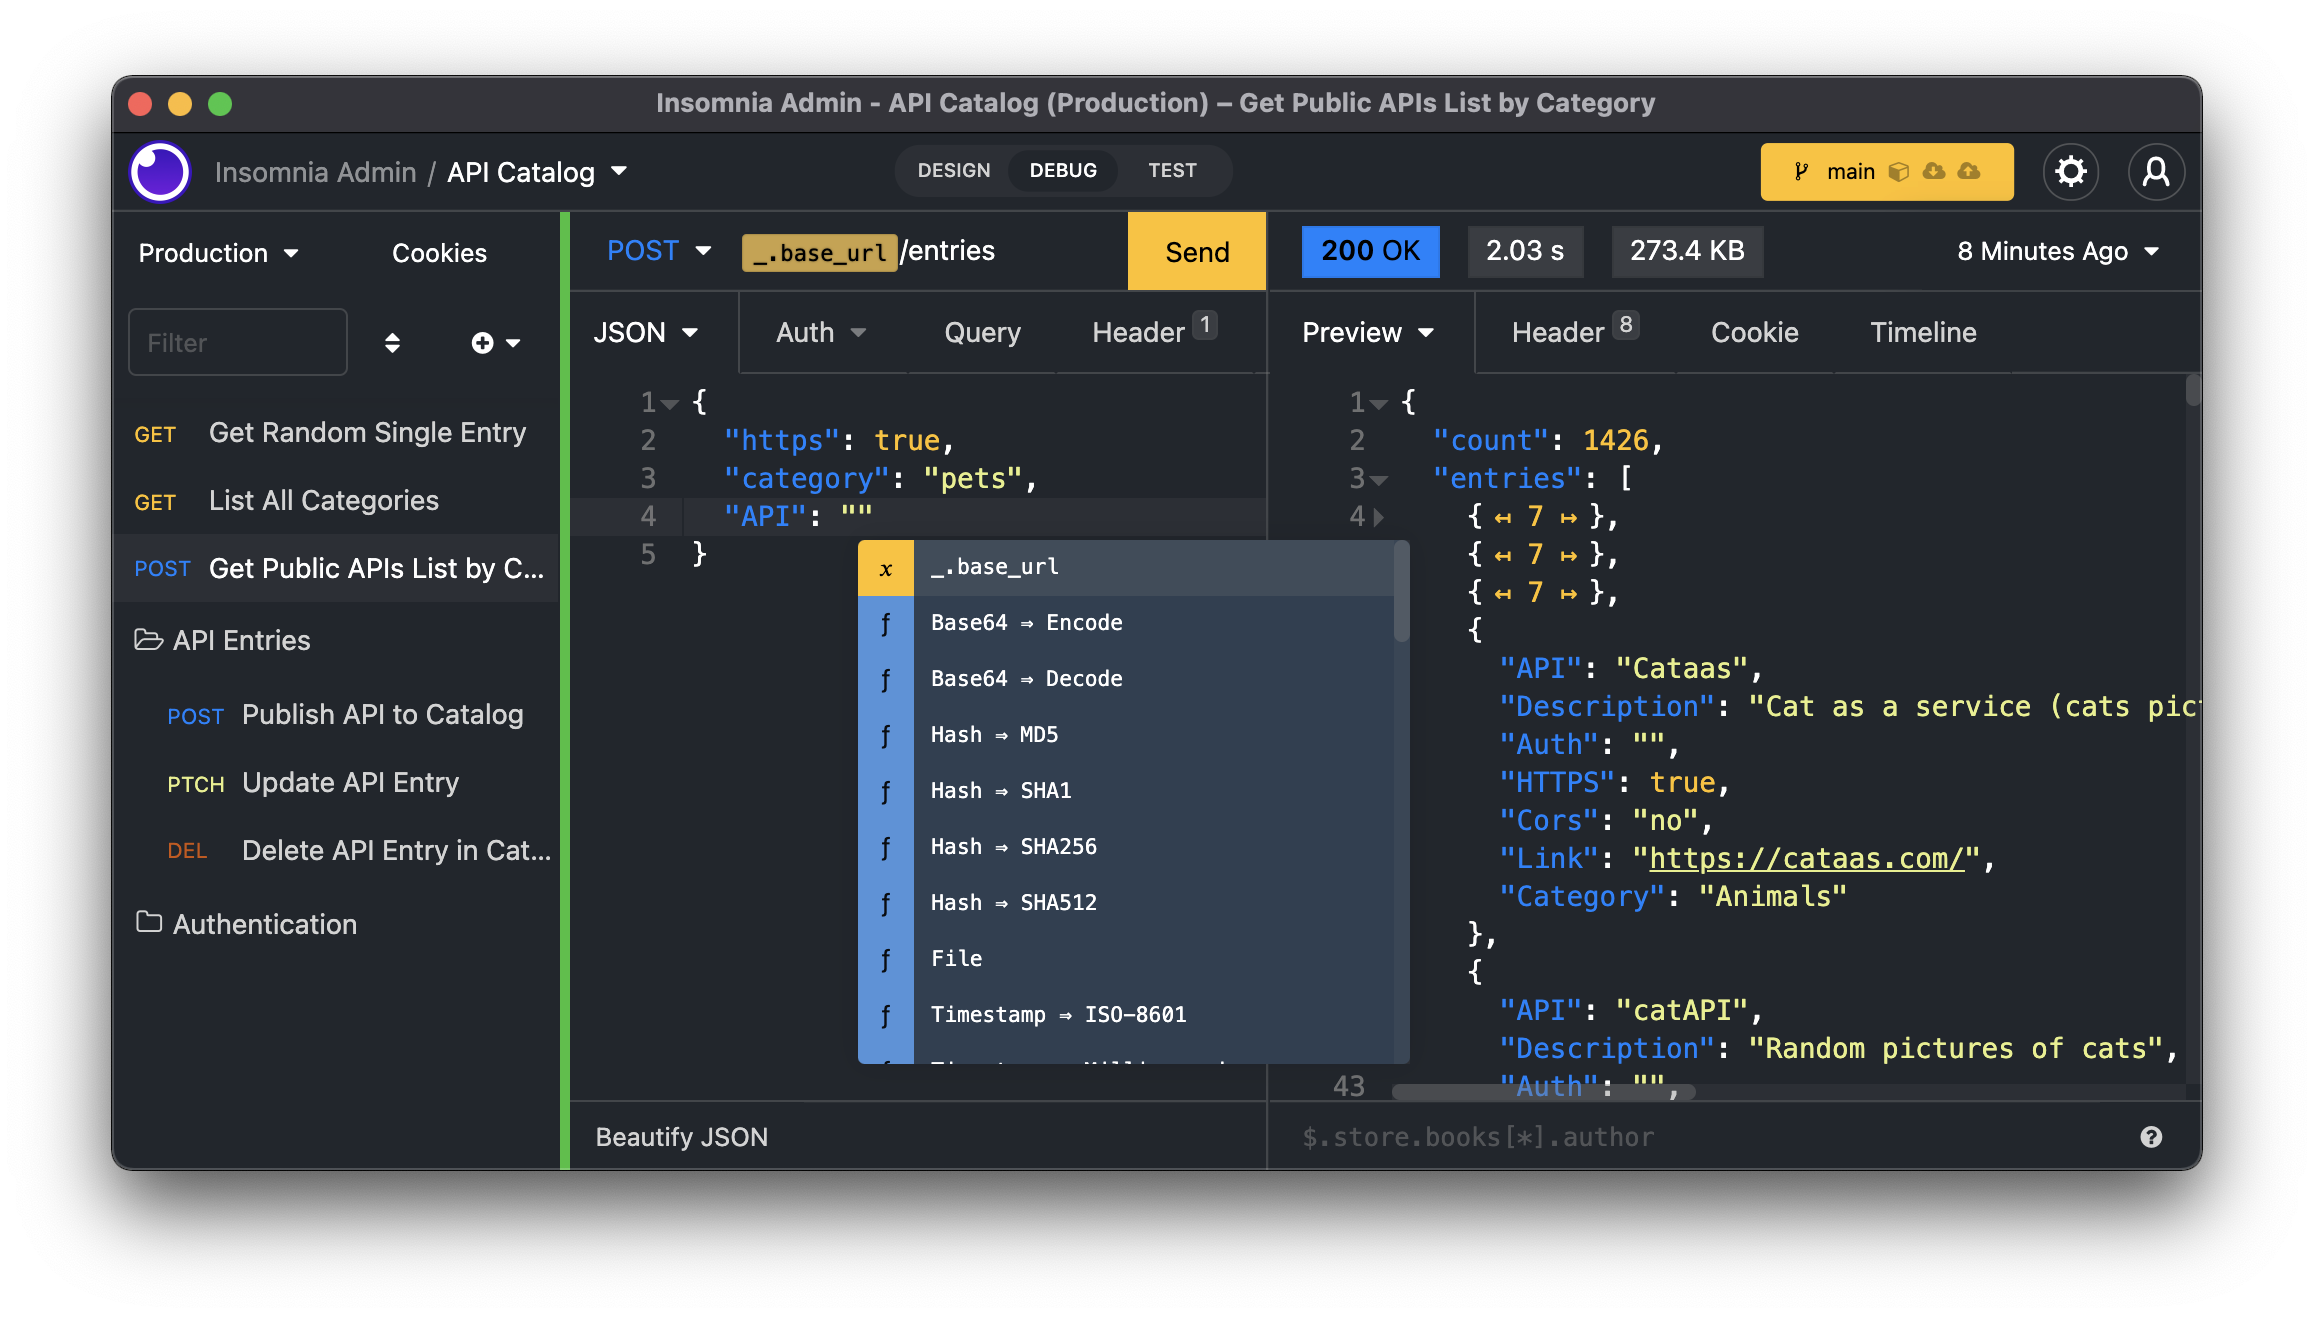 Insomnia Admin - API Catalog (Production) – Get Public APIs List by Category
Insomnia Admin / API Catalog
DESIGN DEBUG TEST
main
Production Cookies
Filter
GET Get Random Single Entry
GET List All Categories
POST Get Public APIs List by C...
API Entries
POST Publish API to Catalog
PTCH Update API Entry
DEL Delete API Entry in Cat...
Authentication
POST _.base_url/entries Send
JSON Auth Query Header 1
1 {
2 "https": true,
3 "category": "pets",
4 "API": ""
5 }
x _.base_url
ƒ Base64 ⇒ Encode
ƒ Base64 ⇒ Decode
ƒ Hash ⇒ MD5
ƒ Hash ⇒ SHA1
ƒ Hash ⇒ SHA256
ƒ Hash ⇒ SHA512
ƒ File
ƒ Timestamp ⇒ ISO-8601
Beautify JSON
200 OK 2.03 s 273.4 KB 8 Minutes Ago
Preview Header 8 Cookie Timeline
1 {
2 "count": 1426,
3 "entries": [
4 { ↤ 7 ↦ },
{ ↤ 7 ↦ },
{ ↤ 7 ↦ },
{
"API": "Cataas",
"Description": "Cat as a service (cats pic
"Auth": "",
"HTTPS": true,
"Cors": "no",
"Link": "https://cataas.com/",
"Category": "Animals"
},
{
"API": "catAPI",
"Description": "Random pictures of cats",
43 "Auth": "",
$.store.books[*].author